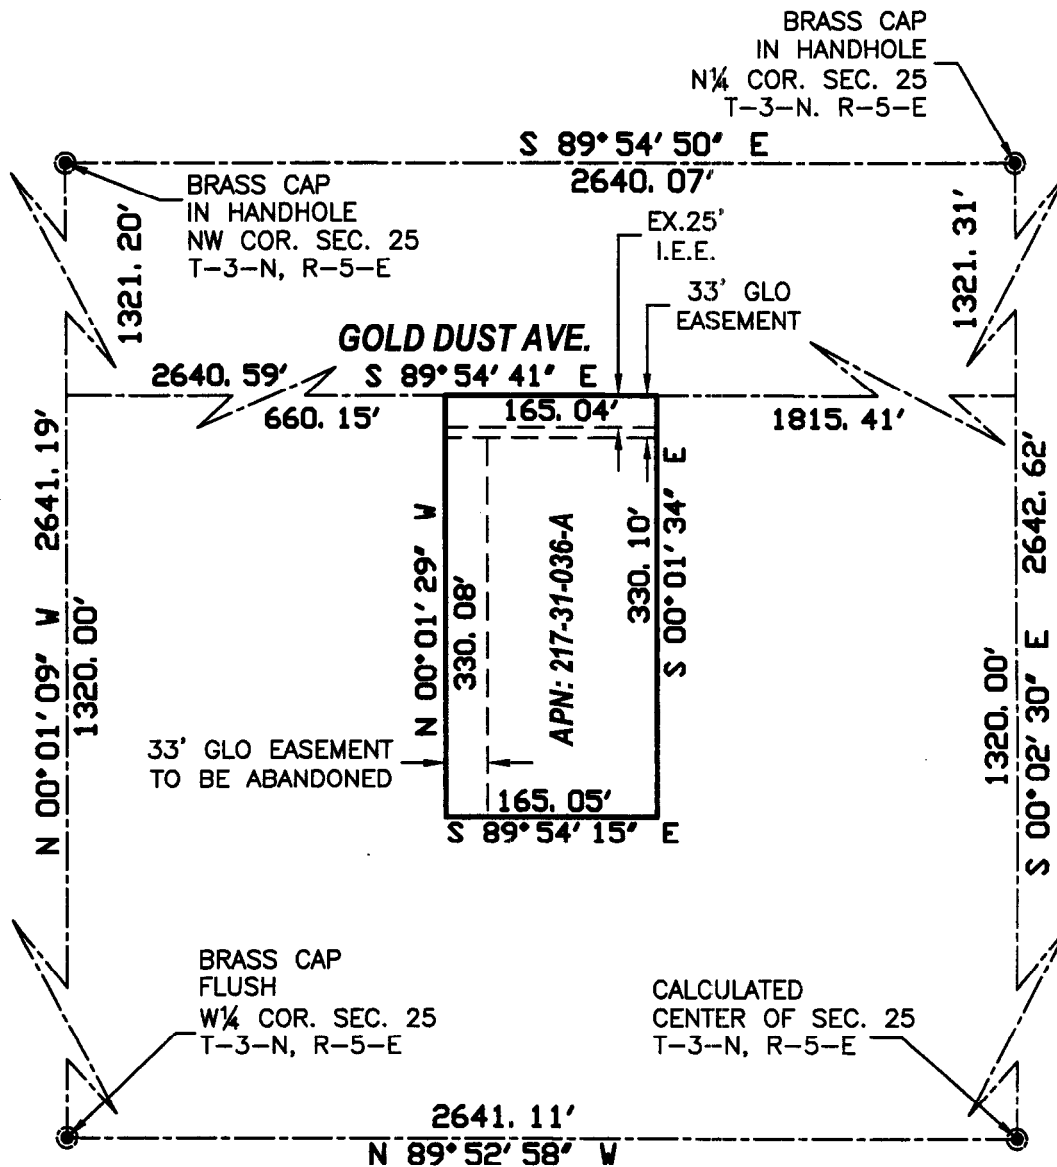 BRASS CAP
IN HANDHOLE
N¼ COR. SEC. 25
T-3-N. R-5-E
S 89°54'50" E
2640.07'
BRASS CAP
IN HANDHOLE
NW COR. SEC. 25
T-3-N, R-5-E
1321.20'
EX.25'
I.E.E.
33' GLO
EASEMENT
1321.31'
GOLD DUST AVE.
2640.59'
S 89°54'41" E
660.15'
165.04'
1815.41'
N 00°01'09" W 2641.19'
1320.00'
N 00°01'29" W
330.08'
APN: 217-31-036-A
330.10'
S 00°01'34" E
1320.00'
S 00°02'30" E 2642.62'
33' GLO EASEMENT
TO BE ABANDONED
165.05'
S 89°54'15" E
BRASS CAP
FLUSH
W¼ COR. SEC. 25
T-3-N, R-5-E
CALCULATED
CENTER OF SEC. 25
T-3-N, R-5-E
2641.11'
N 89°52'58" W